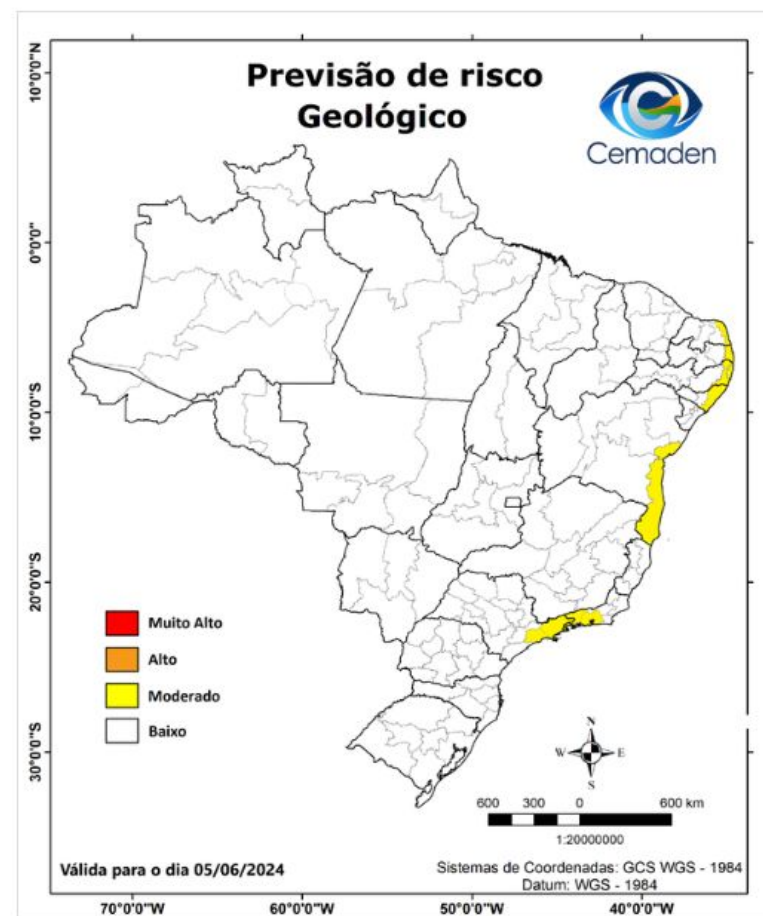 Previsão de risco
Geológico
Cemaden
10°0'0"N
0°0'0"
10°0'0"S
20°0'0"S
30°0'0"S
Muito Alto
Alto
Moderado
Baixo
N
W
E
S
600
300
0
600 km
1:20000000
Válida para o dia 05/06/2024
Sistemas de Coordenadas: GCS WGS - 1984
Datum: WGS - 1984
70°0'0"W
60°0'0"W
50°0'0"W
40°0'0"W